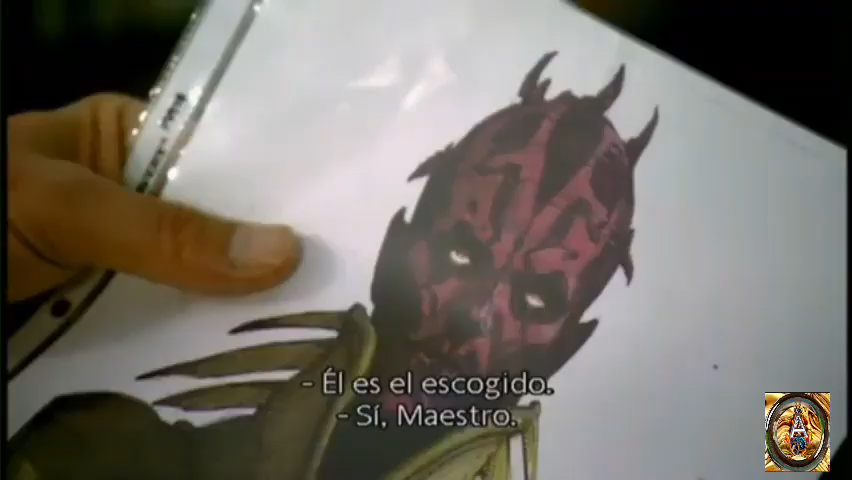 - Él es el escogido.
- Sí, Maestro.